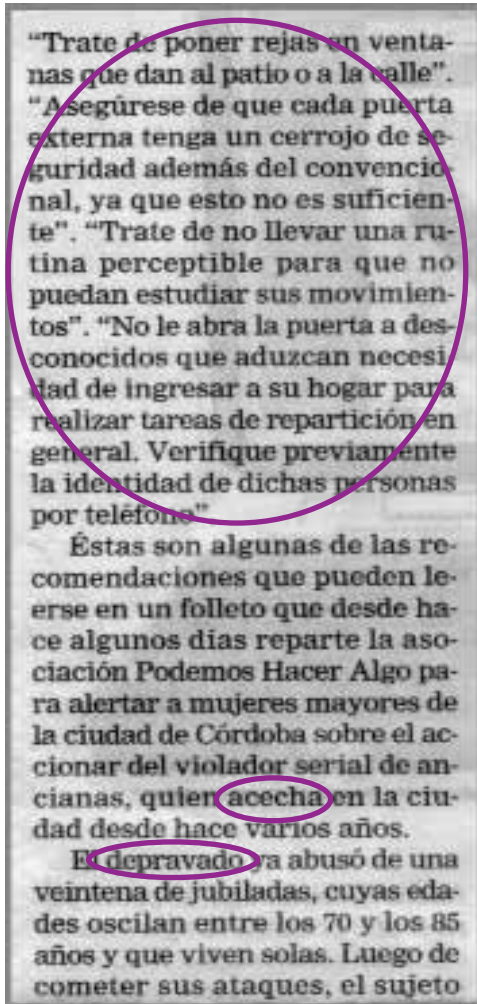 “Trate de poner rejas en venta-
nas que dan al patio o a la calle”.
“Asegúrese de que cada puerta
externa tenga un cerrojo de se-
guridad además del convencio-
nal, ya que esto no es suficien-
te”. “Trate de no llevar una ru-
tina perceptible para que no
puedan estudiar sus movimien-
tos”. “No le abra la puerta a des-
conocidos que aduzcan necesi-
dad de ingresar a su hogar para
realizar tareas de repartición en
general. Verifique previamente
la identidad de dichas personas
por teléfono”
Éstas son algunas de las re-
comendaciones que pueden le-
erse en un folleto que desde ha-
ce algunos días reparte la aso-
ciación Podemos Hacer Algo pa-
ra alertar a mujeres mayores de
la ciudad de Córdoba sobre el ac-
cionar del violador serial de an-
cianas, quien acecha en la ciu-
dad desde hace varios años.
El depravado ya abusó de una
veintena de jubiladas, cuyas eda-
des oscilan entre los 70 y los 85
años y que viven solas. Luego de
cometer sus ataques, el sujeto